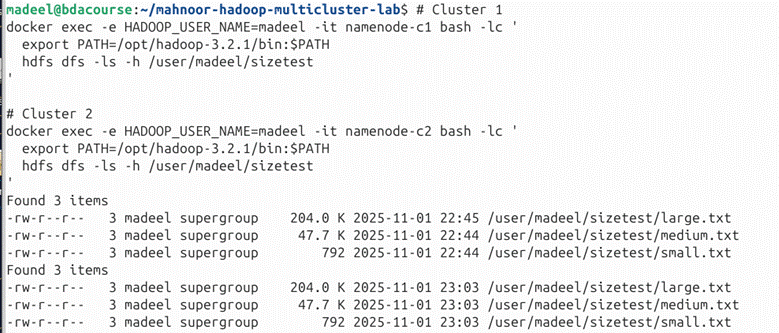 madeel@bdacourse:~/mahnoor-hadoop-multicluster-lab$ # Cluster 1
docker exec -e HADOOP_USER_NAME=madeel -it namenode-c1 bash -lc '
  export PATH=/opt/hadoop-3.2.1/bin:$PATH
  hdfs dfs -ls -h /user/madeel/sizetest
'
# Cluster 2
docker exec -e HADOOP_USER_NAME=madeel -it namenode-c2 bash -lc '
  export PATH=/opt/hadoop-3.2.1/bin:$PATH
  hdfs dfs -ls -h /user/madeel/sizetest
'
Found 3 items
-rw-r--r--   3 madeel supergroup    204.0 K 2025-11-01 22:45 /user/madeel/sizetest/large.txt
-rw-r--r--   3 madeel supergroup     47.7 K 2025-11-01 22:44 /user/madeel/sizetest/medium.txt
-rw-r--r--   3 madeel supergroup        792 2025-11-01 22:44 /user/madeel/sizetest/small.txt
Found 3 items
-rw-r--r--   3 madeel supergroup    204.0 K 2025-11-01 23:03 /user/madeel/sizetest/large.txt
-rw-r--r--   3 madeel supergroup     47.7 K 2025-11-01 23:03 /user/madeel/sizetest/medium.txt
-rw-r--r--   3 madeel supergroup        792 2025-11-01 23:03 /user/madeel/sizetest/small.txt